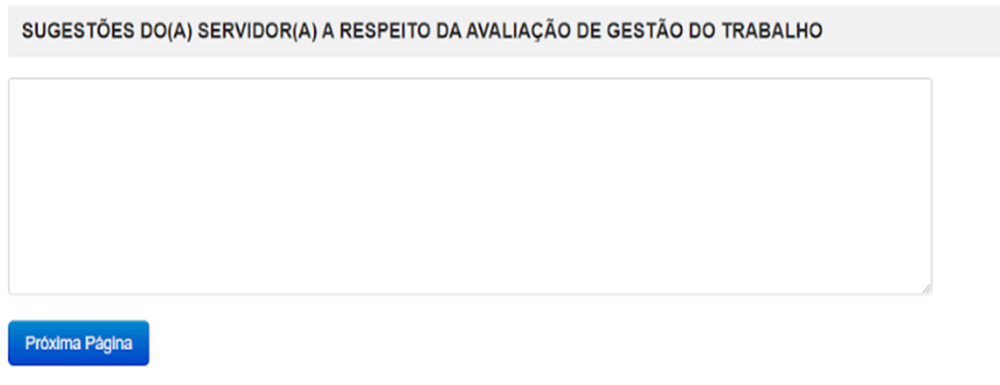 SUGESTÕES DO(A) SERVIDOR(A) A RESPEITO DA AVALIAÇÃO DE GESTÃO DO TRABALHO
Próxima Página